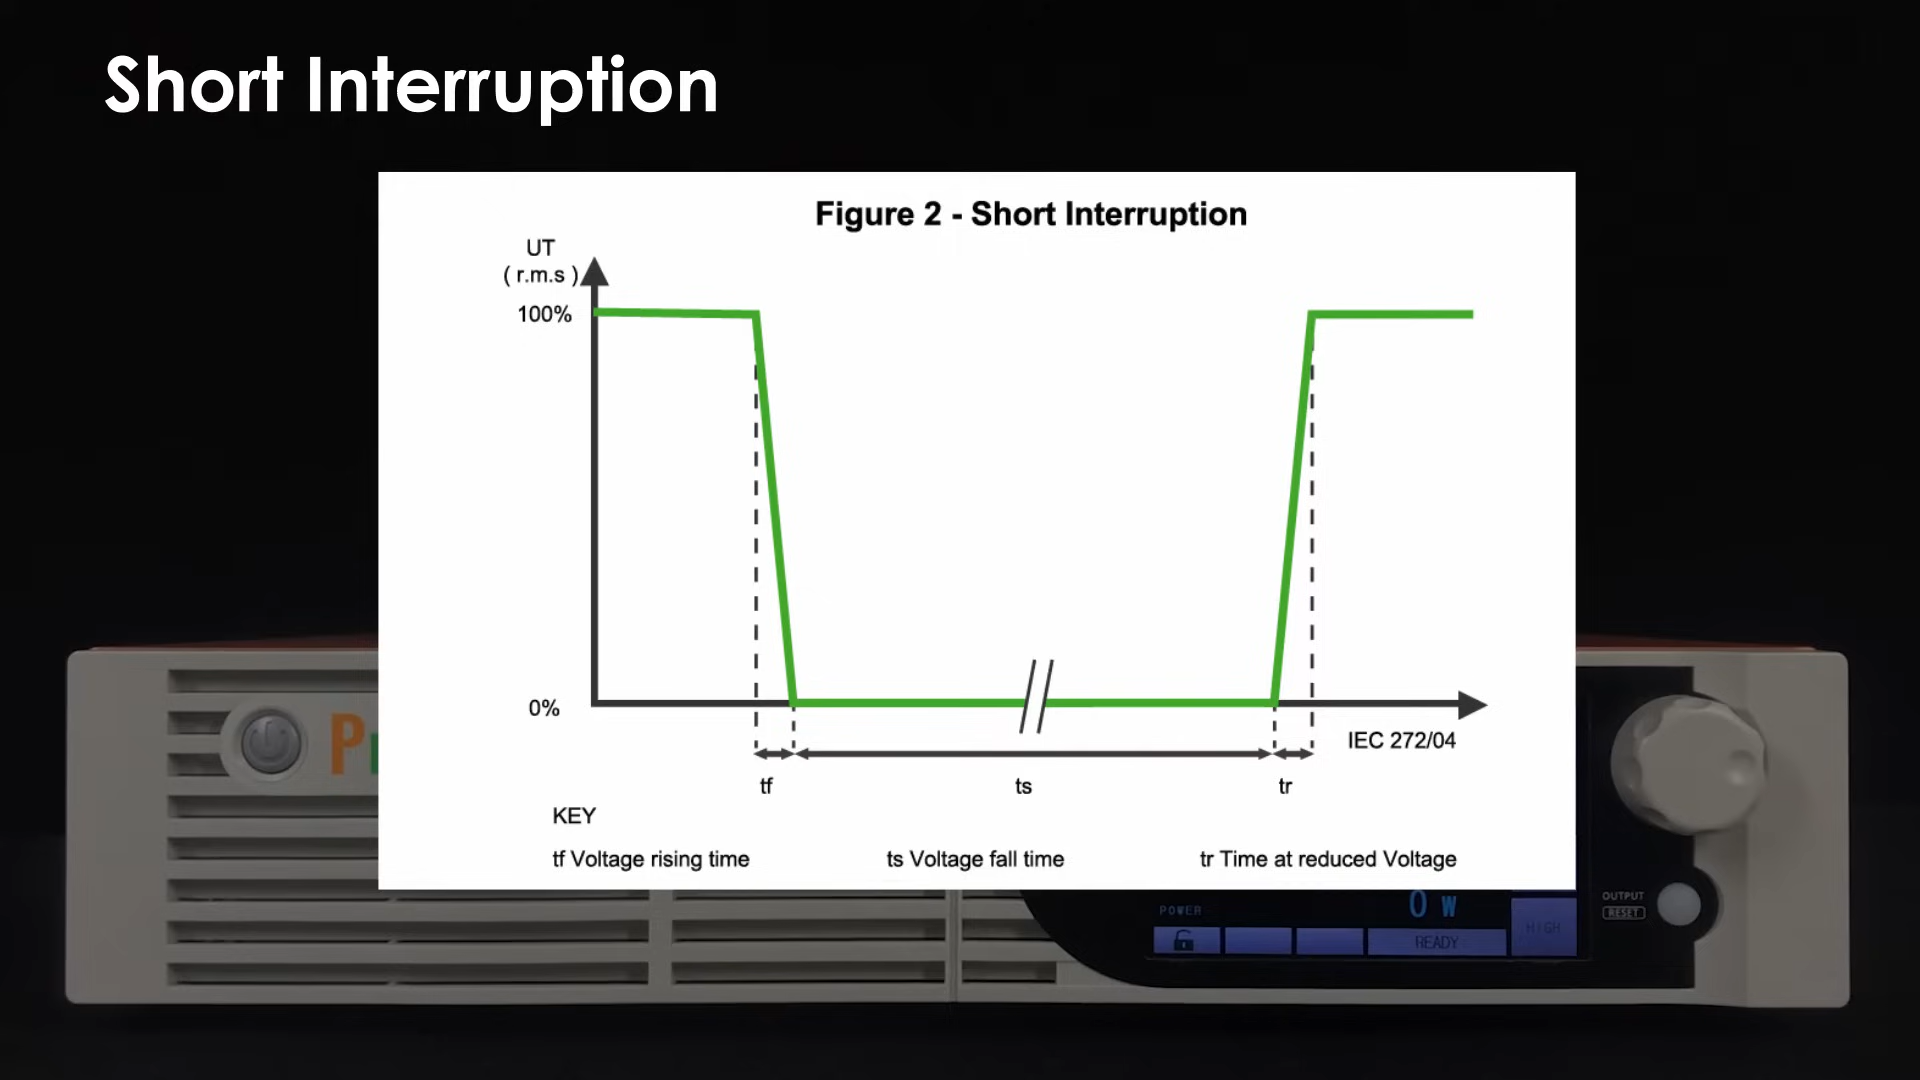 Short Interruption
Figure 2 - Short Interruption
UT
( r.m.s )
100%
0%
IEC 272/04
tf
ts
tr
KEY
tf Voltage rising time
ts Voltage fall time
tr Time at reduced Voltage
POWER
0 W
READY
HIGH
OUTPUT
RESET